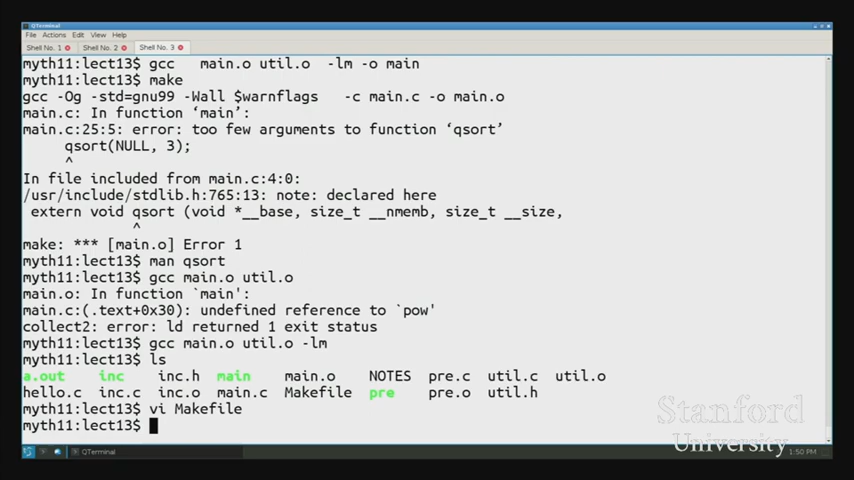 QTerminal
File Actions Edit View Help
Shell No. 1 Shell No. 2 Shell No. 3
myth11:lect13$ gcc   main.o util.o  -lm -o main
myth11:lect13$ make
gcc -Og -std=gnu99 -Wall $warnflags   -c main.c -o main.o
main.c: In function ‘main’:
main.c:25:5: error: too few arguments to function ‘qsort’
     qsort(NULL, 3);
     ^
In file included from main.c:4:0:
/usr/include/stdlib.h:765:13: note: declared here
 extern void qsort (void *__base, size_t __nmemb, size_t __size,
             ^
make: *** [main.o] Error 1
myth11:lect13$ man qsort
myth11:lect13$ gcc main.o util.o
main.o: In function `main':
main.c:(.text+0x30): undefined reference to `pow'
collect2: error: ld returned 1 exit status
myth11:lect13$ gcc main.o util.o -lm
myth11:lect13$ ls
a.out    inc    inc.h  main    main.o    NOTES  pre.c  util.c  util.o
hello.c  inc.c  inc.o  main.c  Makefile  pre    pre.o  util.h
myth11:lect13$ vi Makefile
myth11:lect13$
Stanford
University
QTerminal
1:50 PM